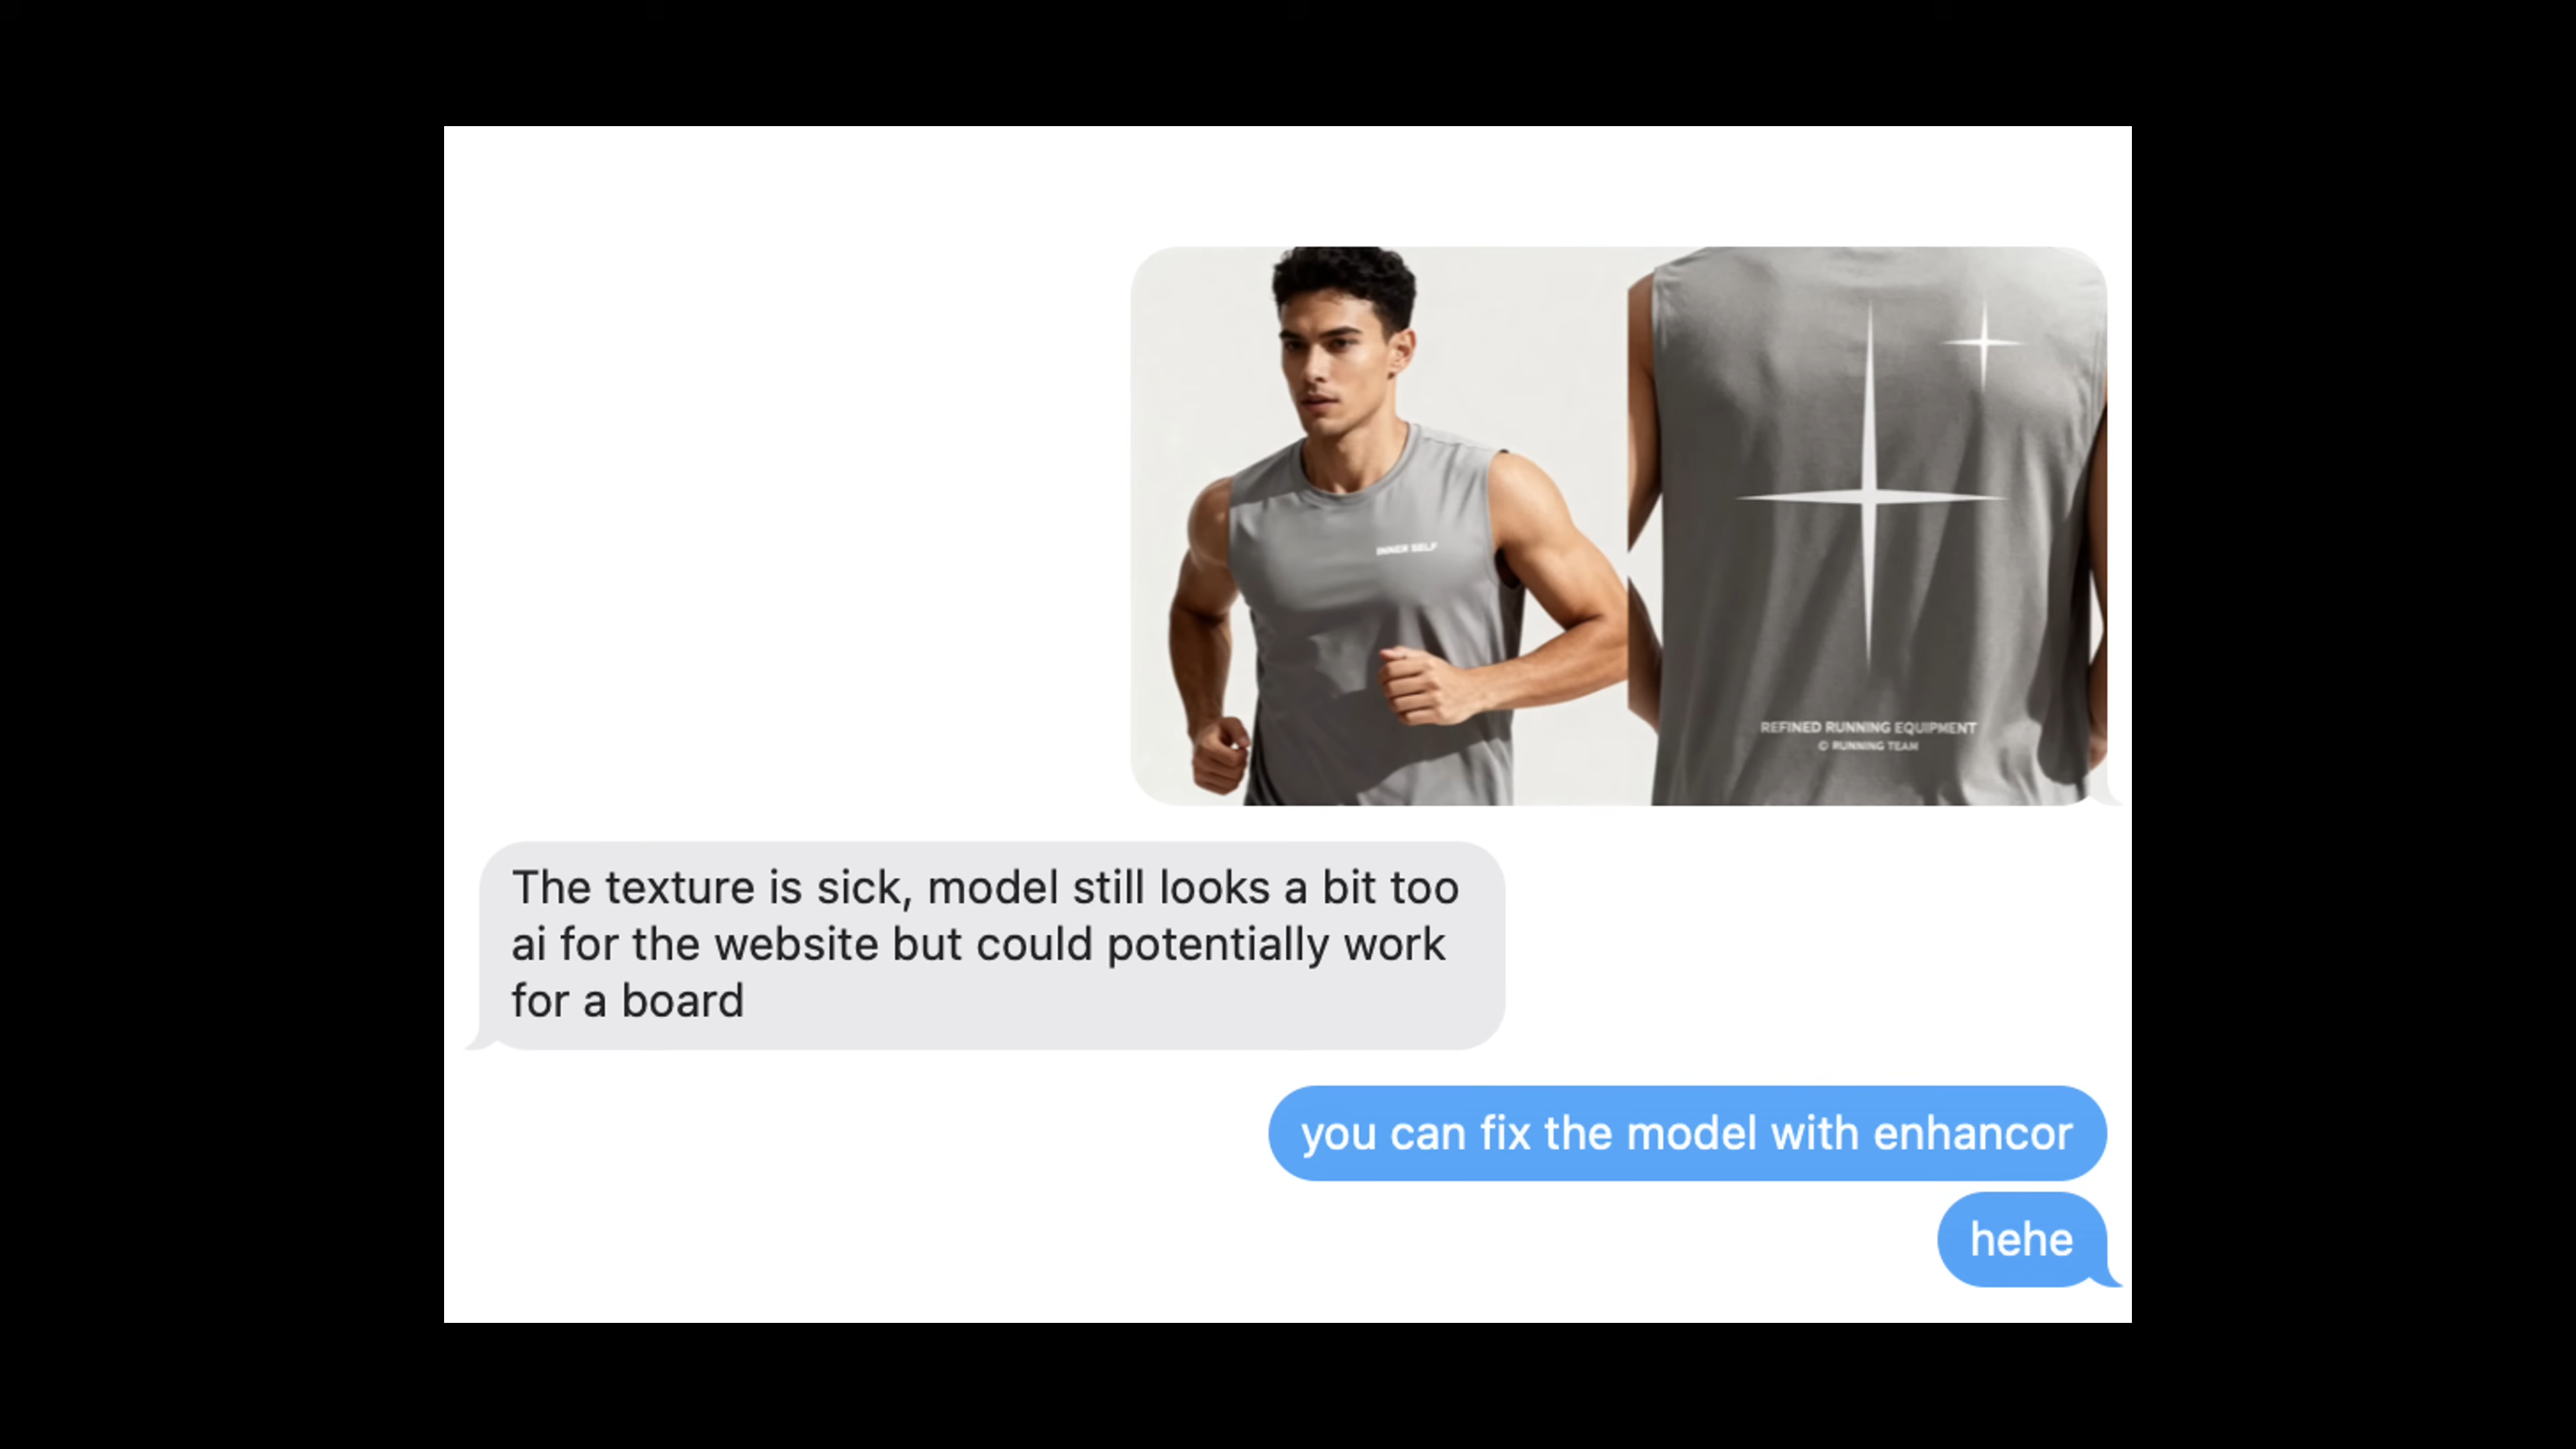 INNER SELF
REFINED RUNNING EQUIPMENT
© RUNNING TEAM
The texture is sick, model still looks a bit too
ai for the website but could potentially work
for a board
you can fix the model with enhancor
hehe